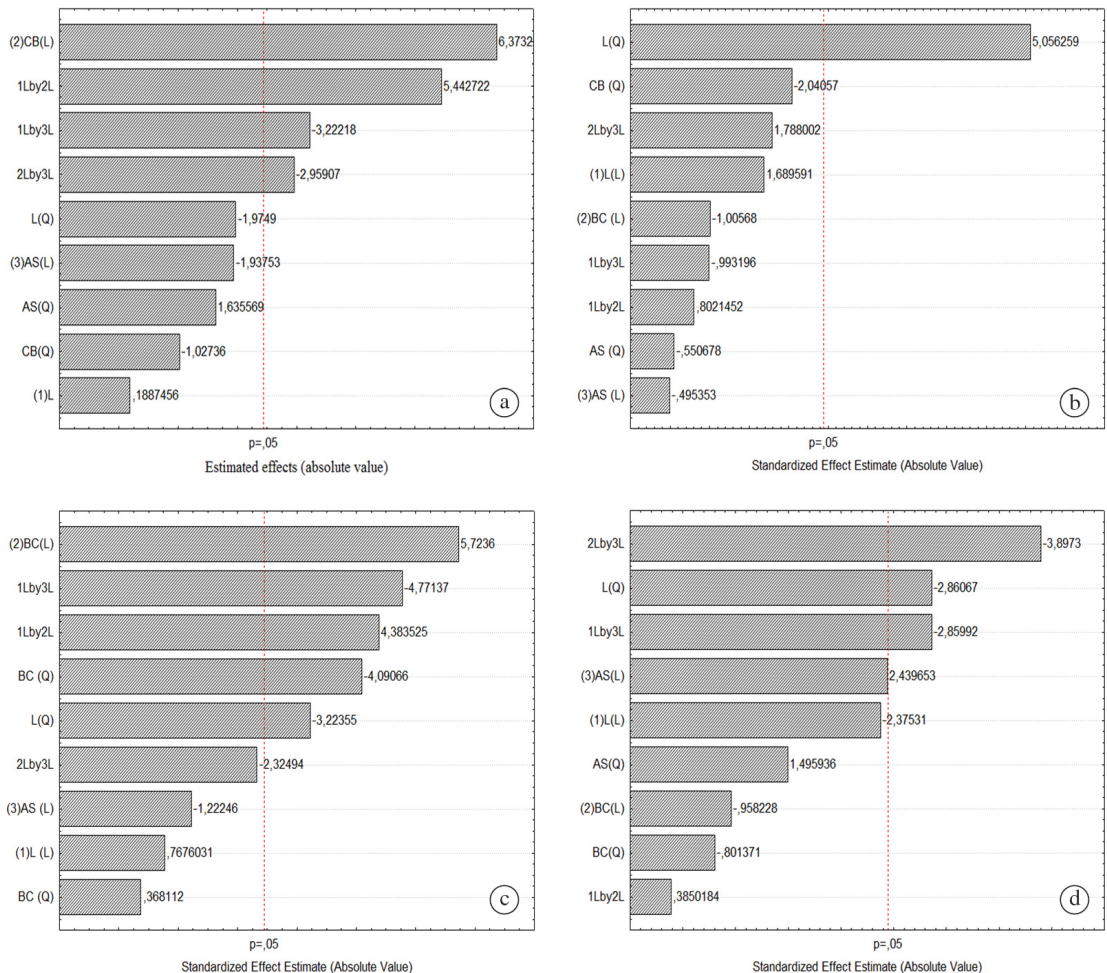 (2)CB(L) 6,3732
1Lby2L 5,442722
1Lby3L -3,22218
2Lby3L -2,95907
L(Q) -1,9749
(3)AS(L) -1,93753
AS(Q) 1,635569
CB(Q) -1,02736
(1)L ,1887456
a
p=,05
Estimated effects (absolute value)
L(Q) 5,056259
CB (Q) -2,04057
2Lby3L 1,788002
(1)L(L) 1,689591
(2)BC (L) -1,00568
1Lby3L -,993196
1Lby2L ,8021452
AS (Q) -,550678
(3)AS (L) -,495353
b
p=,05
Standardized Effect Estimate (Absolute Value)
(2)BC(L) 5,7236
1Lby3L -4,77137
1Lby2L 4,383525
BC (Q) -4,09066
L(Q) -3,22355
2Lby3L -2,32494
(3)AS (L) -1,22246
(1)L (L) ,7676031
BC (Q) ,368112
c
p=,05
Standardized Effect Estimate (Absolute Value)
2Lby3L -3,8973
L(Q) -2,86067
1Lby3L -2,85992
(3)AS(L) 2,439653
(1)L(L) -2,37531
AS(Q) 1,495936
(2)BC(L) -,958228
BC(Q) -,801371
1Lby2L ,3850184
d
p=,05
Standardized Effect Estimate (Absolute Value)